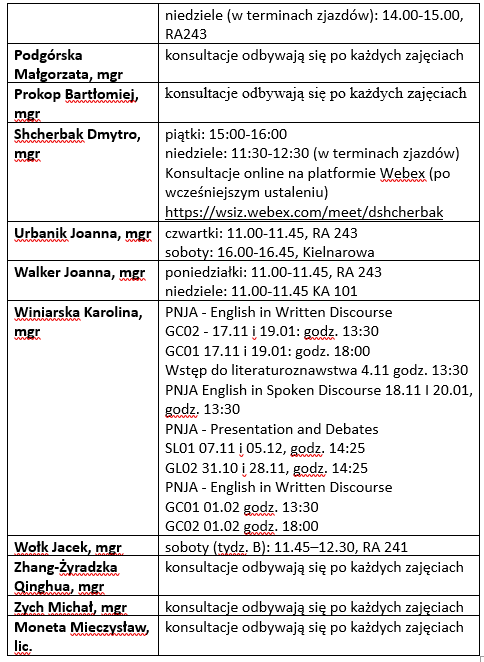 niedziele (w terminach zjazdów): 14.00-15.00,
RA243
Podgórska
Małgorzata, mgr
konsultacje odbywają się po każdych zajęciach
Prokop Bartłomiej,
mgr
konsultacje odbywają się po każdych zajęciach
Shcherbak Dmytro,
mgr
piątki: 15:00-16:00
niedziele: 11:30-12:30 (w terminach zjazdów)
Konsultacje online na platformie Webex (po
wcześniejszym ustaleniu)
https://wsiz.webex.com/meet/dshcherbak
Urbanik Joanna, mgr
czwartki: 11.00-11.45, RA 243
soboty: 16.00-16.45, Kielnarowa
Walker Joanna, mgr
poniedziałki: 11.00-11.45, RA 243
niedziele: 11.00-11.45 KA 101
Winiarska Karolina,
mgr
PNJA - English in Written Discourse
GC02 - 17.11 i 19.01: godz. 13:30
GC01 17.11 i 19.01: godz. 18:00
Wstęp do literaturoznawstwa 4.11 godz. 13:30
PNJA English in Spoken Discourse 18.11 I 20.01,
godz. 13:30
PNJA - Presentation and Debates
SL01 07.11 i 05.12, godz. 14:25
GL02 31.10 i 28.11, godz. 14:25
PNJA - English in Written Discourse
GC01 01.02 godz. 13:30
GC02 01.02 godz. 18:00
Wołk Jacek, mgr
soboty (tydz. B): 11.45–12.30, RA 241
Zhang-Żyradzka
Qinghua, mgr
konsultacje odbywają się po każdych zajęciach
Zych Michał, mgr
konsultacje odbywają się po każdych zajęciach
Moneta Mieczysław,
lic.
konsultacje odbywają się po każdych zajęciach